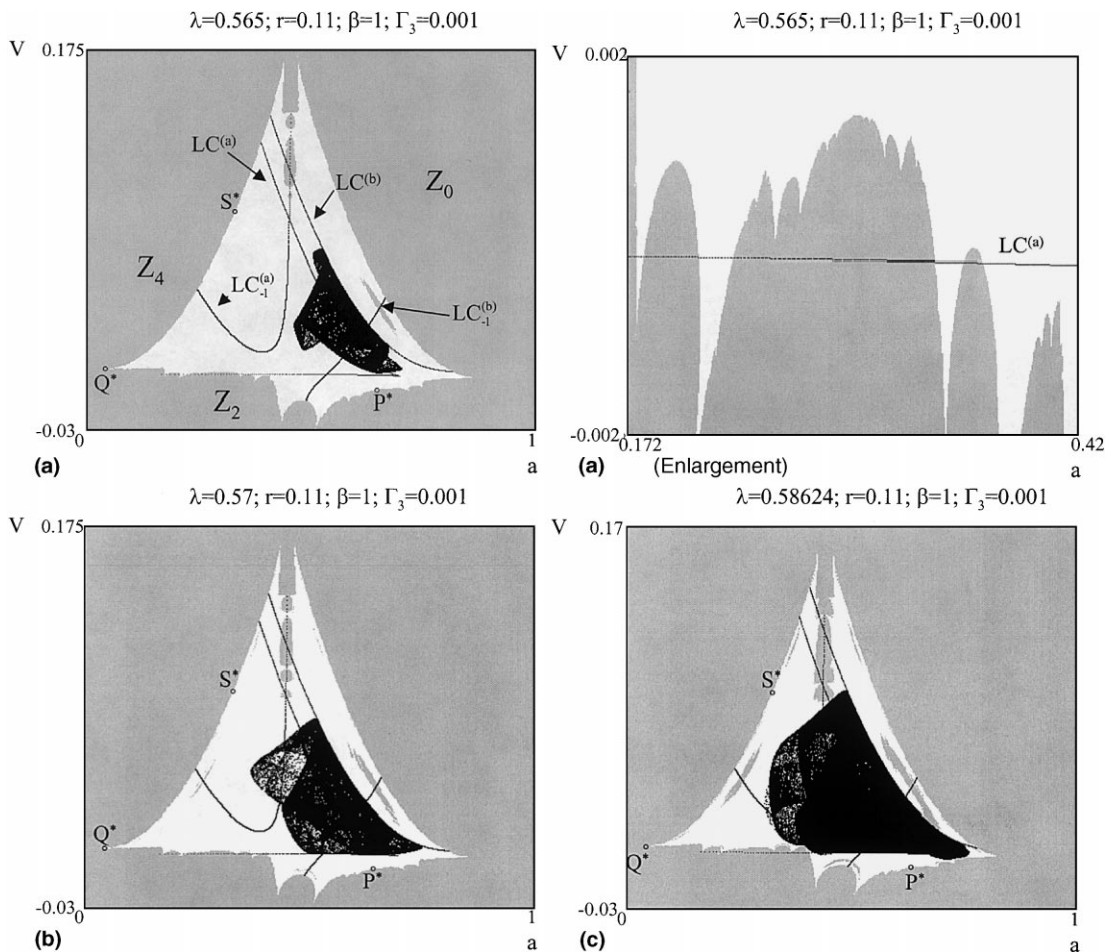 λ=0.565; r=0.11; β=1; Γ₃=0.001
V
0.175
LC⁽ᵃ⁾
LC⁽ᵇ⁾
Z₀
S*
Z₄
LC₋₁⁽ᵃ⁾
LC₋₁⁽ᵇ⁾
Q*
Z₂
P*
-0.03
0
1
(a)
a
λ=0.565; r=0.11; β=1; Γ₃=0.001
V
0.002
LC⁽ᵃ⁾
-0.002
0.172
0.42
(a)
(Enlargement)
a
λ=0.57; r=0.11; β=1; Γ₃=0.001
V
0.175
S*
Q*
P*
-0.03
0
1
(b)
a
λ=0.58624; r=0.11; β=1; Γ₃=0.001
V
0.17
S*
Q*
P*
-0.03
0
1
(c)
a